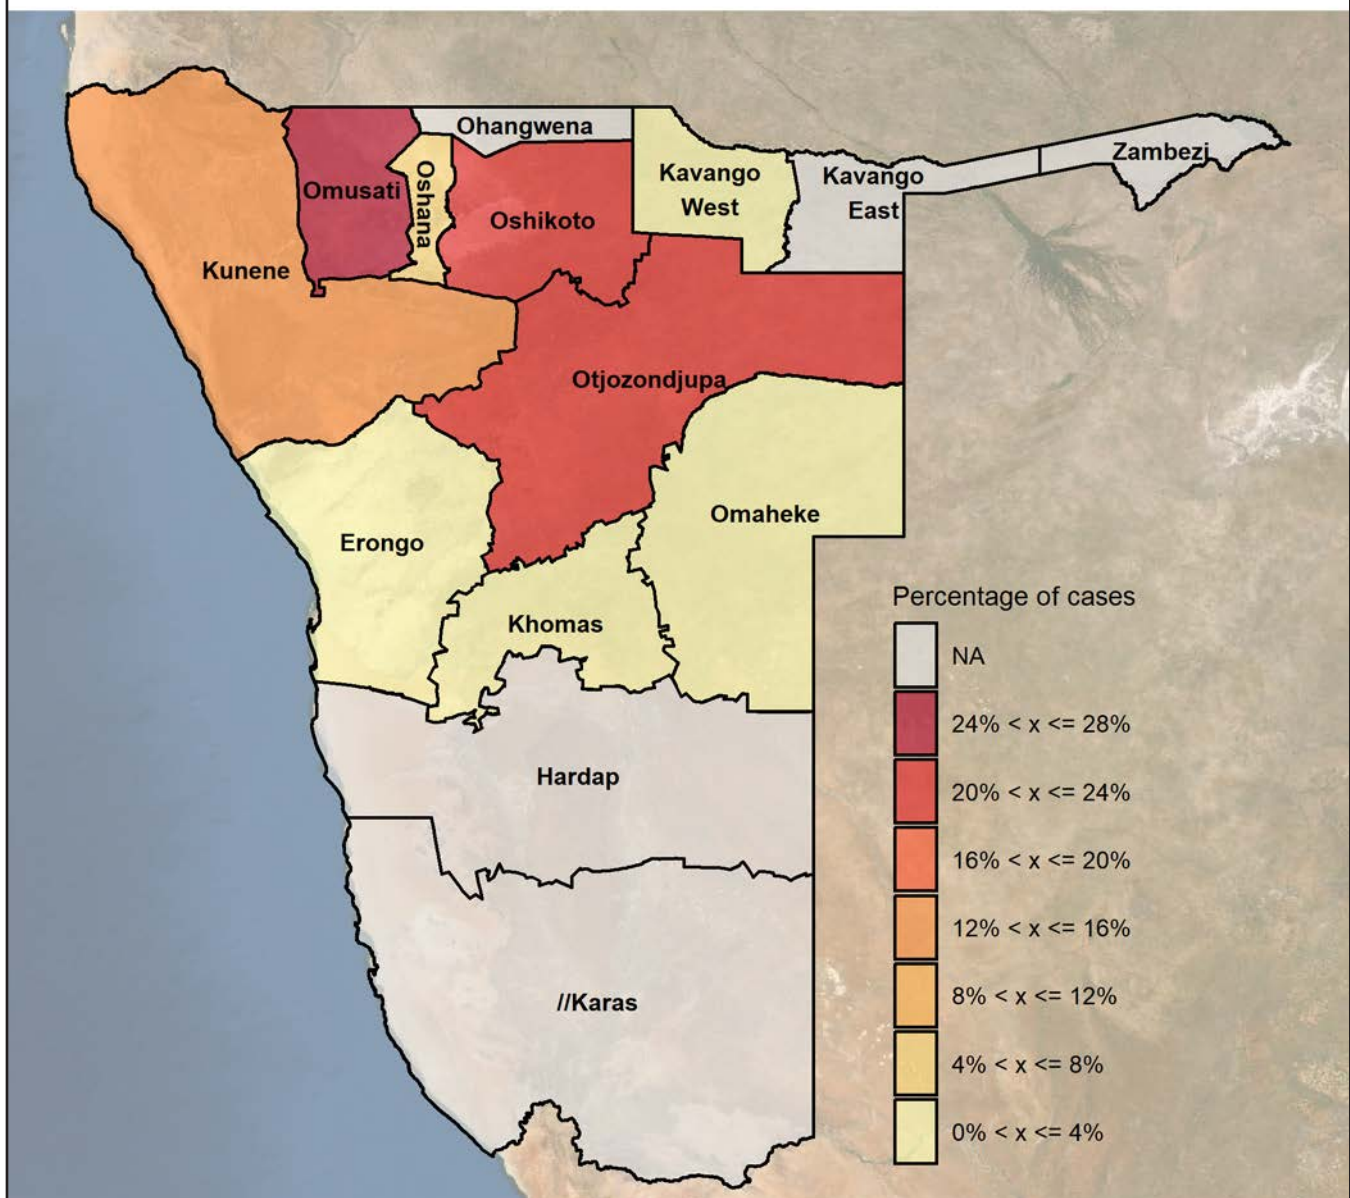 Ohangwena
Zambezi
Kavango
West
Kavango
East
Omusati
Oshana
Oshikoto
Kunene
Otjozondjupa
Omaheke
Erongo
Khomas
Hardap
//Karas
Percentage of cases
NA
24% < x <= 28%
20% < x <= 24%
16% < x <= 20%
12% < x <= 16%
8% < x <= 12%
4% < x <= 8%
0% < x <= 4%